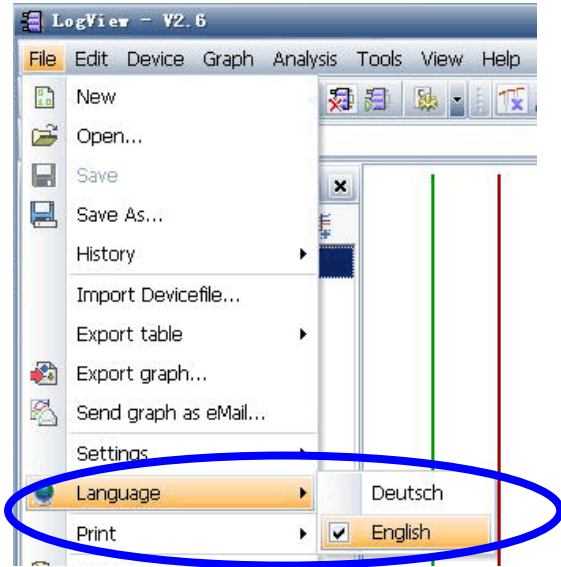 LogView - V2.6
File Edit Device Graph Analysis Tools View Help
New
Open...
Save
Save As...
History
Import Devicefile...
Export table
Export graph...
Send graph as eMail...
Settings
Language
Deutsch
Print
English